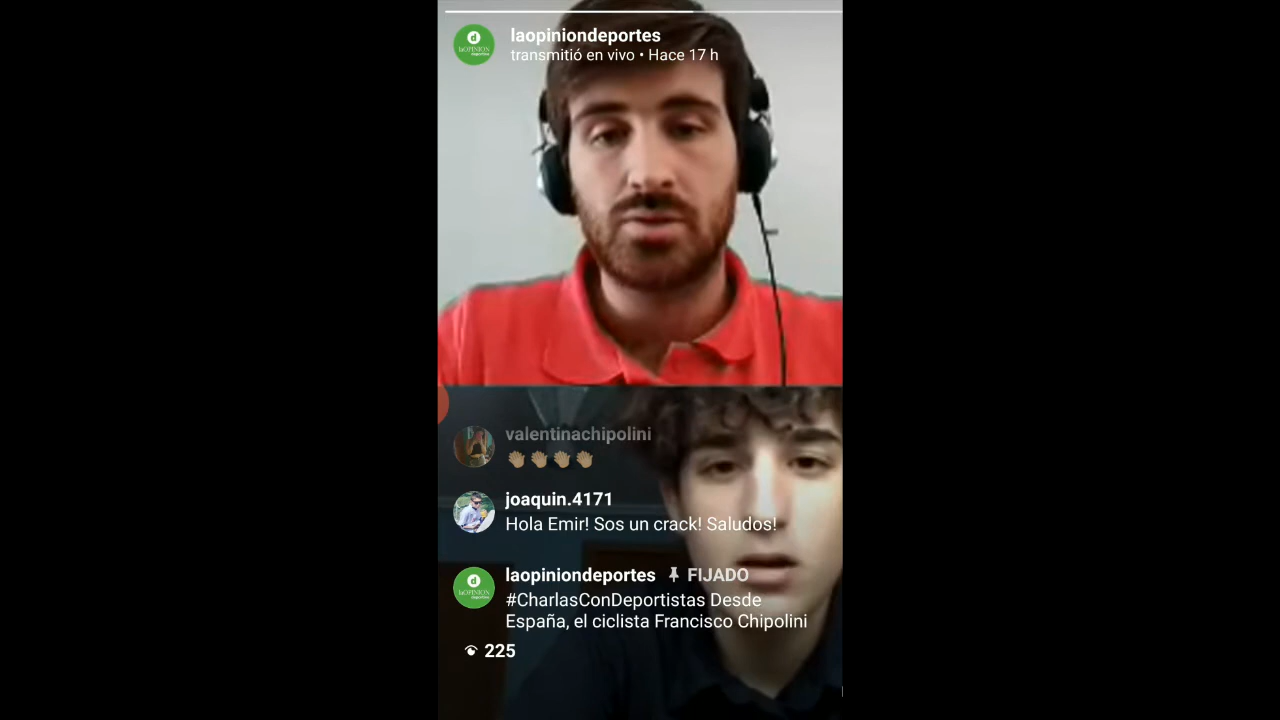 laopiniondeportes
transmitió en vivo • Hace 17 h
valentinachipolini
👏🏼👏🏼👏🏼👏🏼
joaquin.4171
Hola Emir! Sos un crack! Saludos!
laopiniondeportes FIJADO
#CharlasConDeportistas Desde
España, el ciclista Francisco Chipolini
225